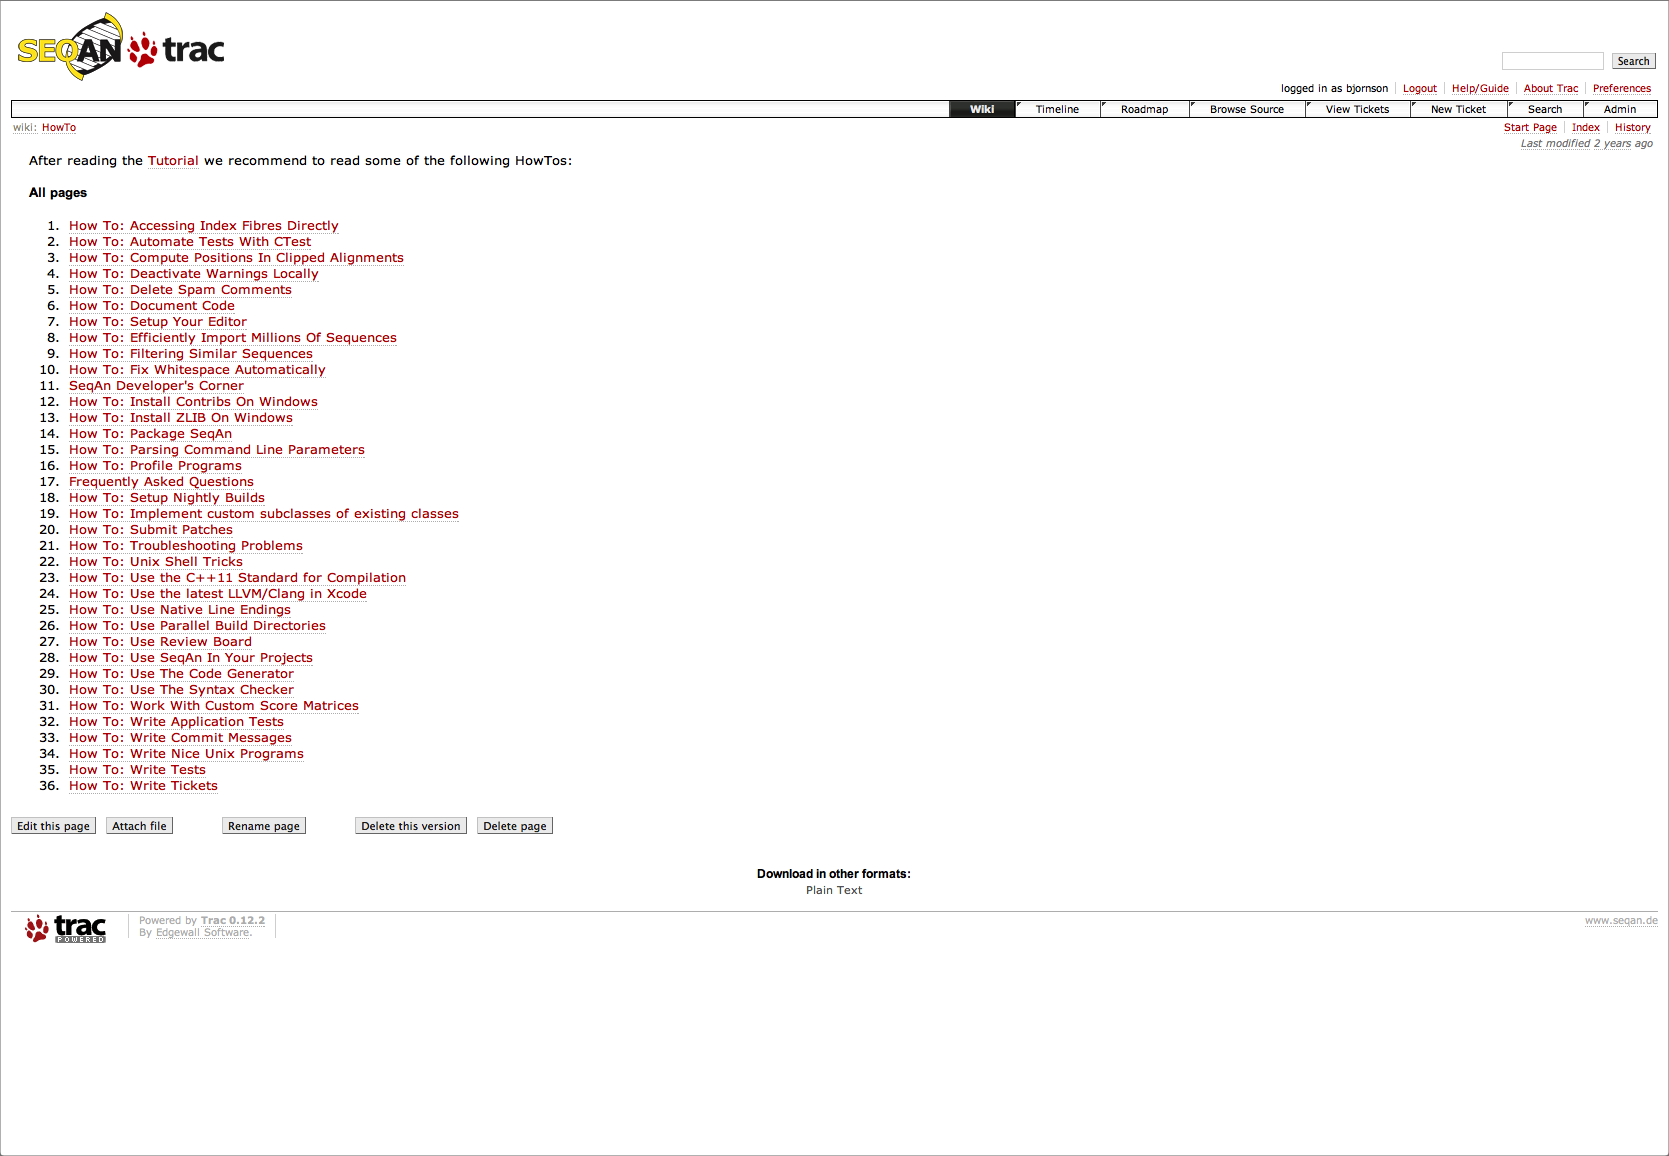 SEQAN trac
Search
logged in as bjornson Logout Help/Guide About Trac Preferences
Wiki Timeline Roadmap Browse Source View Tickets New Ticket Search Admin
wiki: HowTo Start Page Index History
Last modified 2 years ago
After reading the Tutorial we recommend to read some of the following HowTos:
All pages
1. How To: Accessing Index Fibres Directly
2. How To: Automate Tests With CTest
3. How To: Compute Positions In Clipped Alignments
4. How To: Deactivate Warnings Locally
5. How To: Delete Spam Comments
6. How To: Document Code
7. How To: Setup Your Editor
8. How To: Efficiently Import Millions Of Sequences
9. How To: Filtering Similar Sequences
10. How To: Fix Whitespace Automatically
11. SeqAn Developer's Corner
12. How To: Install Contribs On Windows
13. How To: Install ZLIB On Windows
14. How To: Package SeqAn
15. How To: Parsing Command Line Parameters
16. How To: Profile Programs
17. Frequently Asked Questions
18. How To: Setup Nightly Builds
19. How To: Implement custom subclasses of existing classes
20. How To: Submit Patches
21. How To: Troubleshooting Problems
22. How To: Unix Shell Tricks
23. How To: Use the C++11 Standard for Compilation
24. How To: Use the latest LLVM/Clang in Xcode
25. How To: Use Native Line Endings
26. How To: Use Parallel Build Directories
27. How To: Use Review Board
28. How To: Use SeqAn In Your Projects
29. How To: Use The Code Generator
30. How To: Use The Syntax Checker
31. How To: Work With Custom Score Matrices
32. How To: Write Application Tests
33. How To: Write Commit Messages
34. How To: Write Nice Unix Programs
35. How To: Write Tests
36. How To: Write Tickets
Edit this page Attach file Rename page Delete this version Delete page
Download in other formats:
Plain Text
trac POWERED
Powered by Trac 0.12.2
By Edgewall Software.
www.seqan.de